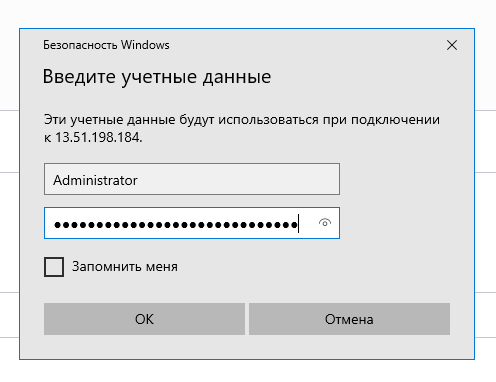 Безопасность Windows
Введите учетные данные
Эти учетные данные будут использоваться при подключении
к 13.51.198.184.
Administrator
●●●●●●●●●●●●●●●●●●●●●●●●●●●●●
Запомнить меня
OK
Отмена